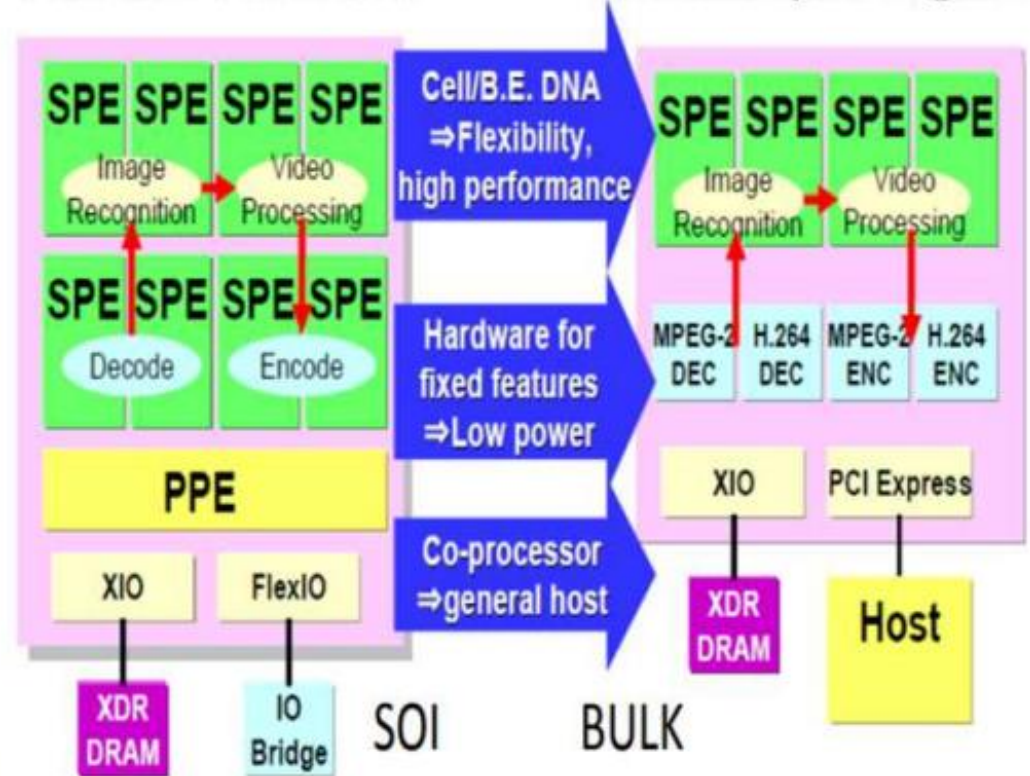 SPE SPE SPE SPE
Image
Recognition
Video
Processing
SPE SPE SPE SPE
Decode
Encode
PPE
XIO
FlexIO
XDR
DRAM
IO
Bridge
SOI
Cell/B.E. DNA
⇒Flexibility,
high performance
Hardware for
fixed features
⇒Low power
Co-processor
⇒general host
BULK
SPE SPE SPE SPE
Image
Recognition
Video
Processing
MPEG-2
DEC
H.264
DEC
MPEG-2
ENC
H.264
ENC
XIO
PCI Express
XDR
DRAM
Host